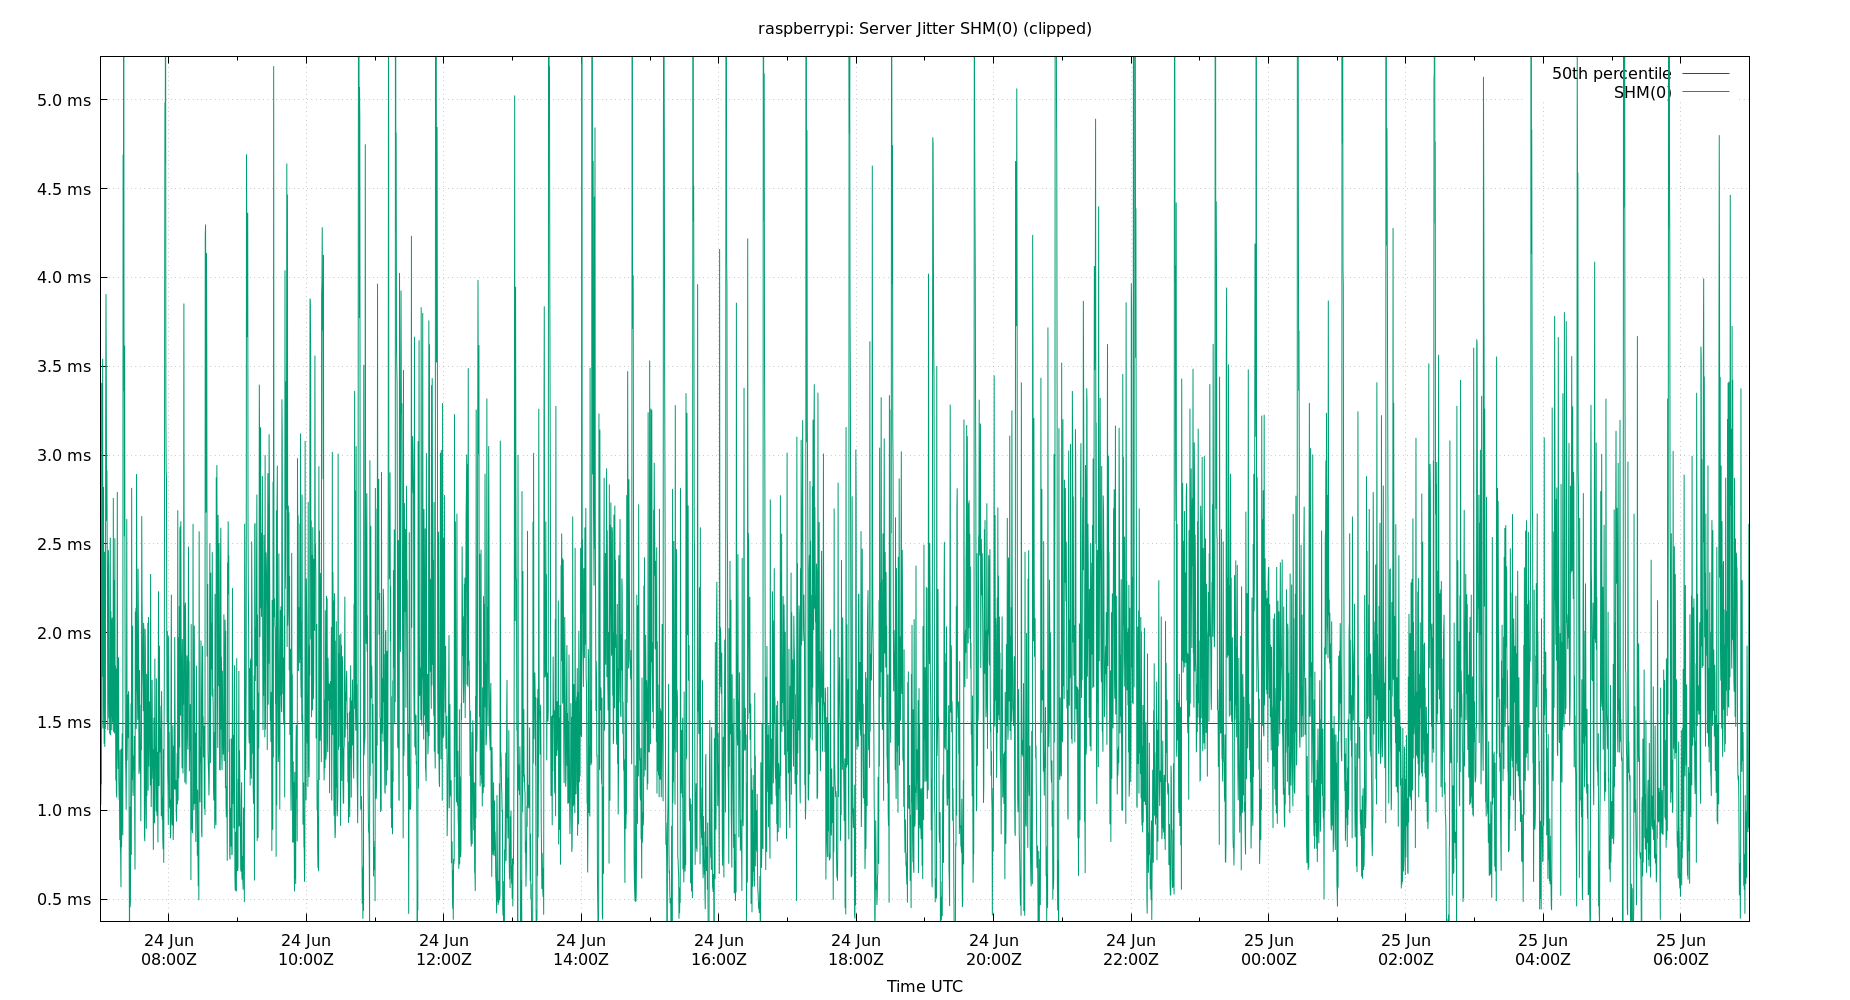 raspberrypi: Server Jitter SHM(0) (clipped)
50th percentile
SHM(0)
5.0 ms
4.5 ms
4.0 ms
3.5 ms
3.0 ms
2.5 ms
2.0 ms
1.5 ms
1.0 ms
0.5 ms
24 Jun 24 Jun 24 Jun 24 Jun 24 Jun 24 Jun 24 Jun 24 Jun 25 Jun 25 Jun 25 Jun 25 Jun
08:00Z 10:00Z 12:00Z 14:00Z 16:00Z 18:00Z 20:00Z 22:00Z 00:00Z 02:00Z 04:00Z 06:00Z
Time UTC